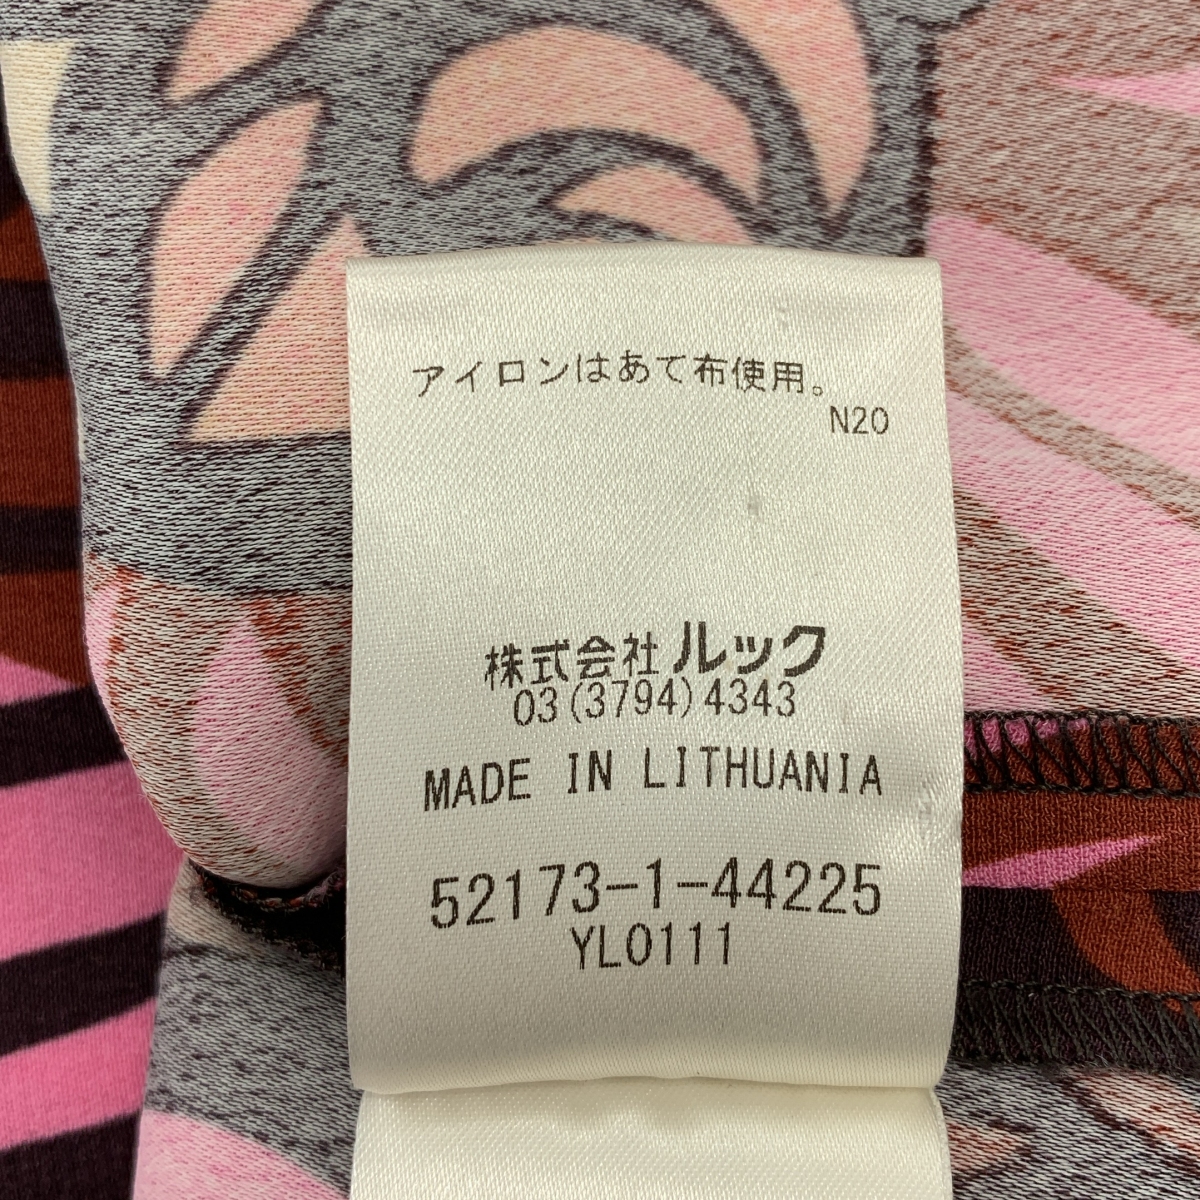 アイロンはあて布使用。
N20
株式会社ルック
03(3794)4343
MADE IN LITHUANIA
52173-1-44225
YL0111